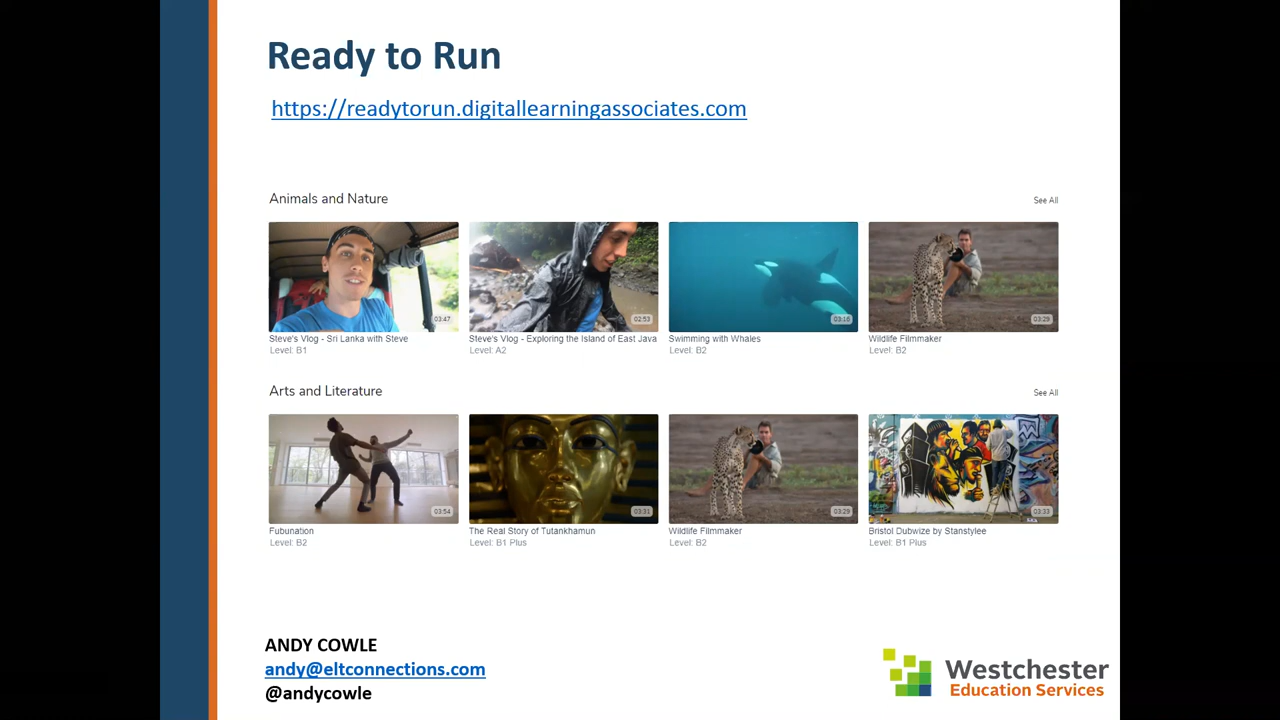 Ready to Run
https://readytorun.digitallearningassociates.com
Animals and Nature
See All
03:47
02:53
03:16
03:29
Steve's Vlog - Sri Lanka with Steve
Level: B1
Steve's Vlog - Exploring the Island of East Java
Level: A2
Swimming with Whales
Level: B2
Wildlife Filmmaker
Level: B2
Arts and Literature
See All
03:54
03:31
03:29
03:33
Fubunation
Level: B2
The Real Story of Tutankhamun
Level: B1 Plus
Wildlife Filmmaker
Level: B2
Bristol Dubwize by Stanstylee
Level: B1 Plus
ANDY COWLE
andy@eltconnections.com
@andycowle
Westchester
Education Services